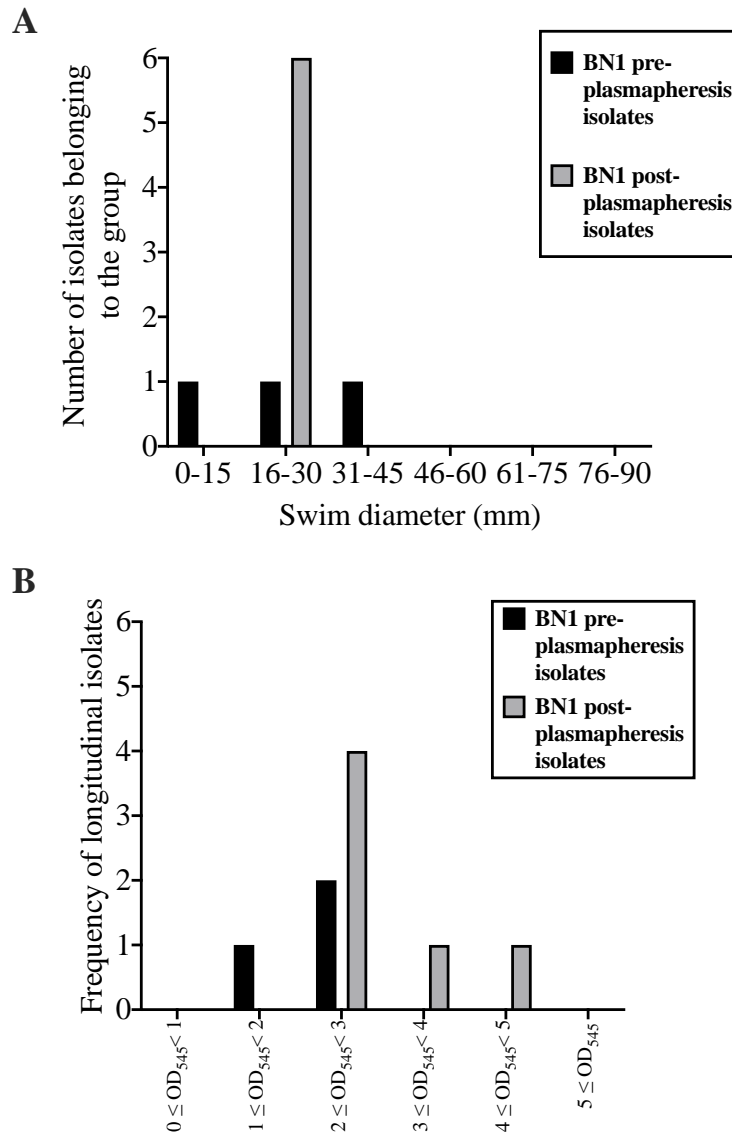 A
Number of isolates belonging
to the group
6
5
4
3
2
1
0
0-15 16-30 31-45 46-60 61-75 76-90
Swim diameter (mm)
BN1 pre-
plasmapheresis
isolates
BN1 post-
plasmapheresis
isolates
B
Frequency of longitudinal isolates
6
5
4
3
2
1
0
0 ≤ OD545< 1
1 ≤ OD545< 2
2 ≤ OD545< 3
3 ≤ OD545< 4
4 ≤ OD545< 5
5 ≤ OD545
BN1 pre-
plasmapheresis
isolates
BN1 post-
plasmapheresis
isolates